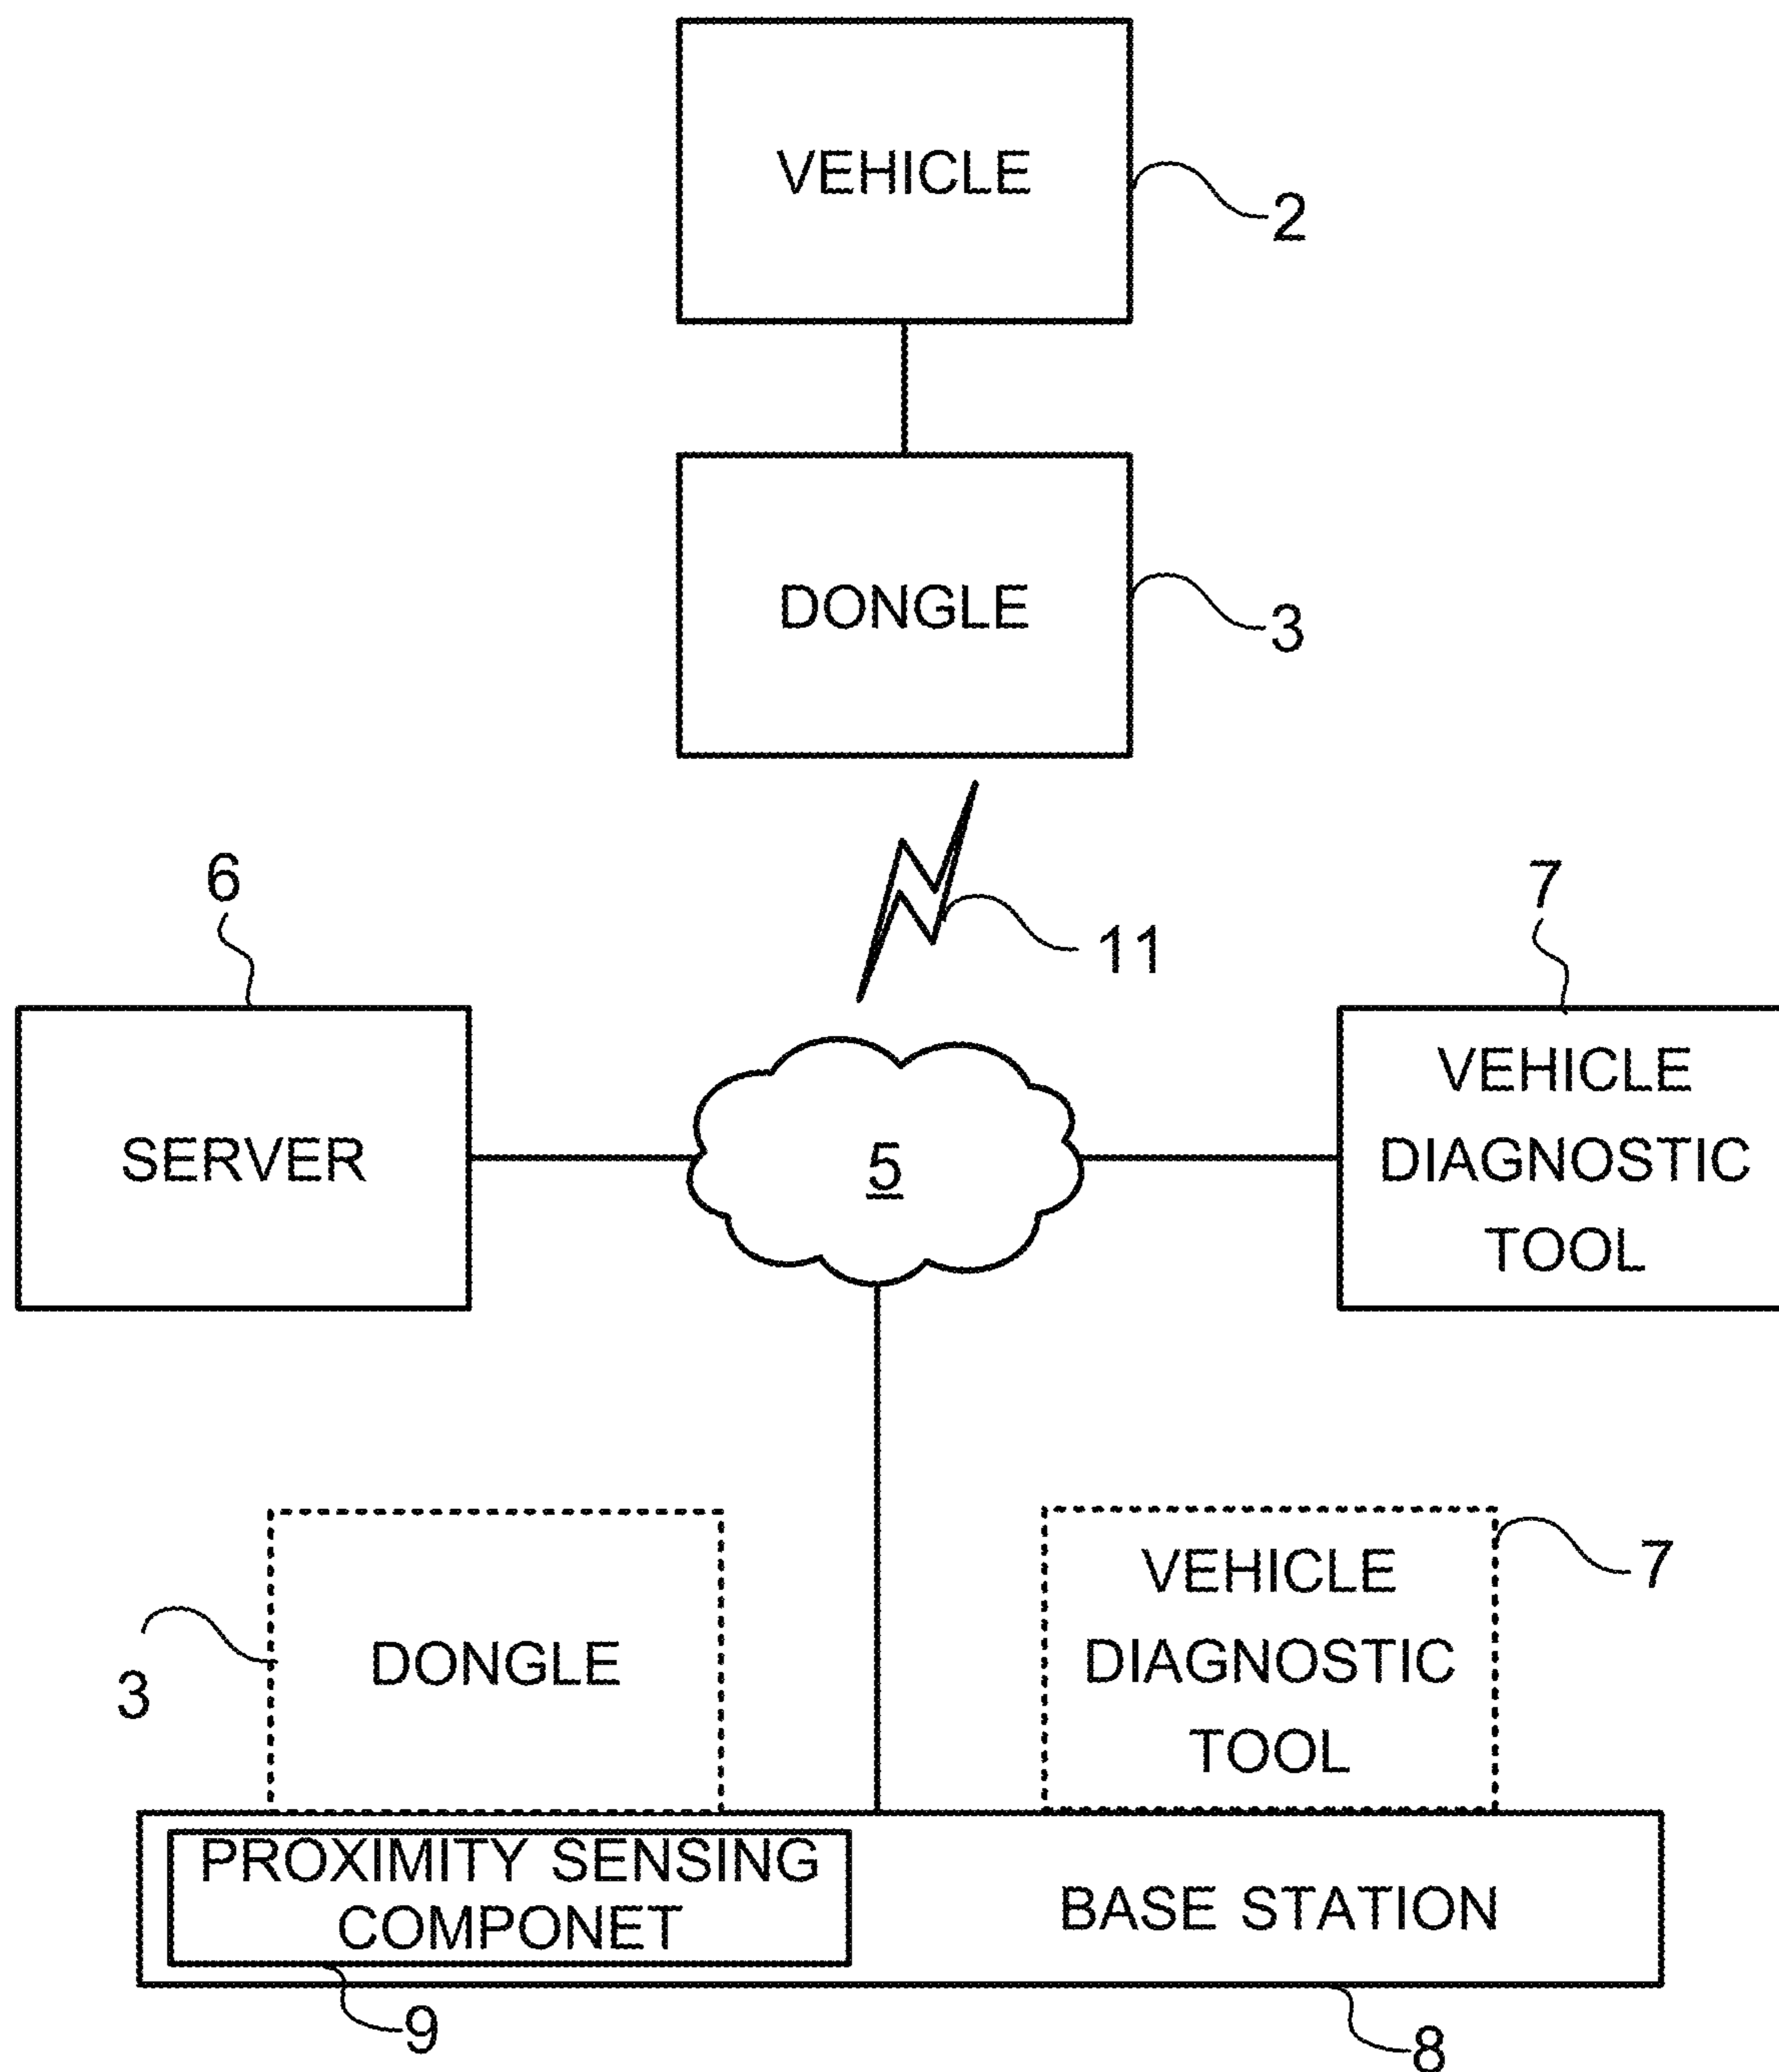 VEHICLE
2
DONGLE
3
6
11
7
SERVER
5
VEHICLE
DIAGNOSTIC
TOOL
3
DONGLE
VEHICLE
DIAGNOSTIC
TOOL
7
PROXIMITY SENSING
COMPONET
BASE STATION
9
8